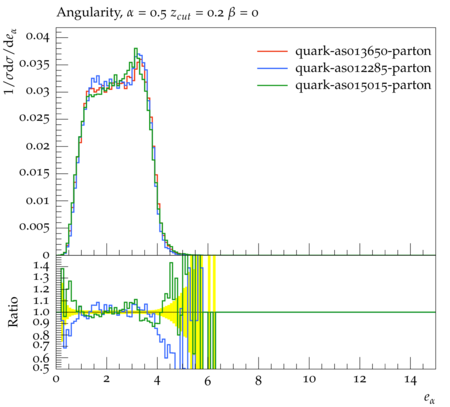 Angularity, α = 0.5 z_cut = 0.2 β = 0
1/σdσ/de_α
0.04
0.035
0.03
0.025
0.02
0.015
0.01
0.005
0
quark-as013650-parton
quark-as012285-parton
quark-as015015-parton
Ratio
1.4
1.3
1.2
1.1
1.0
0.9
0.8
0.7
0.6
0.5
0 2 4 6 8 10 12 14
e_α